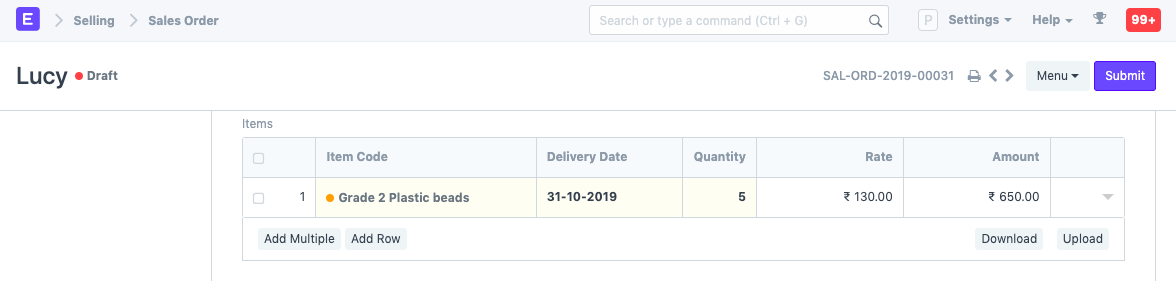 E Selling Sales Order Search or type a command (Ctrl + G) P Settings Help 99+
Lucy Draft SAL-ORD-2019-00031 Menu Submit
Items
Item Code Delivery Date Quantity Rate Amount
1 Grade 2 Plastic beads 31-10-2019 5 ₹ 130.00 ₹ 650.00
Add Multiple Add Row Download Upload